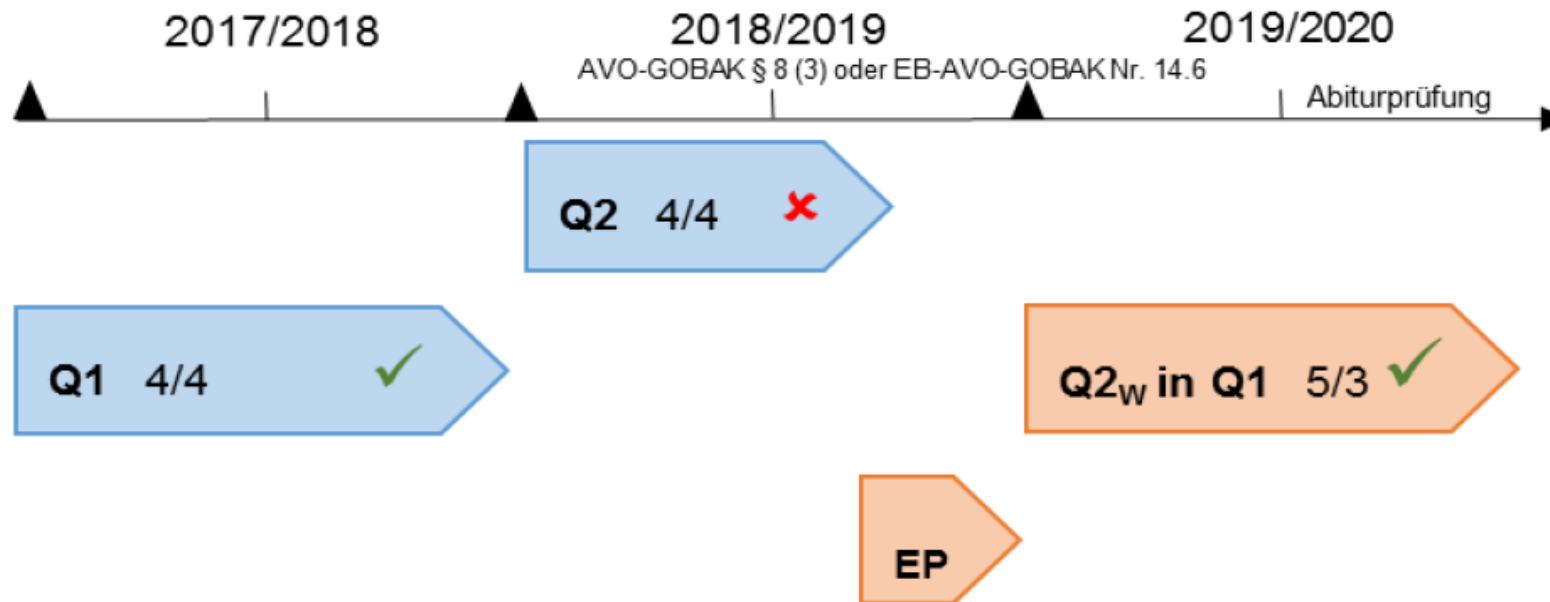 2017/2018
2018/2019
2019/2020
AVO-GOBAK § 8 (3) oder EB-AVO-GOBAK Nr. 14.6
Abiturprüfung
Q2 4/4
Q1 4/4
Q2W in Q1 5/3
EP